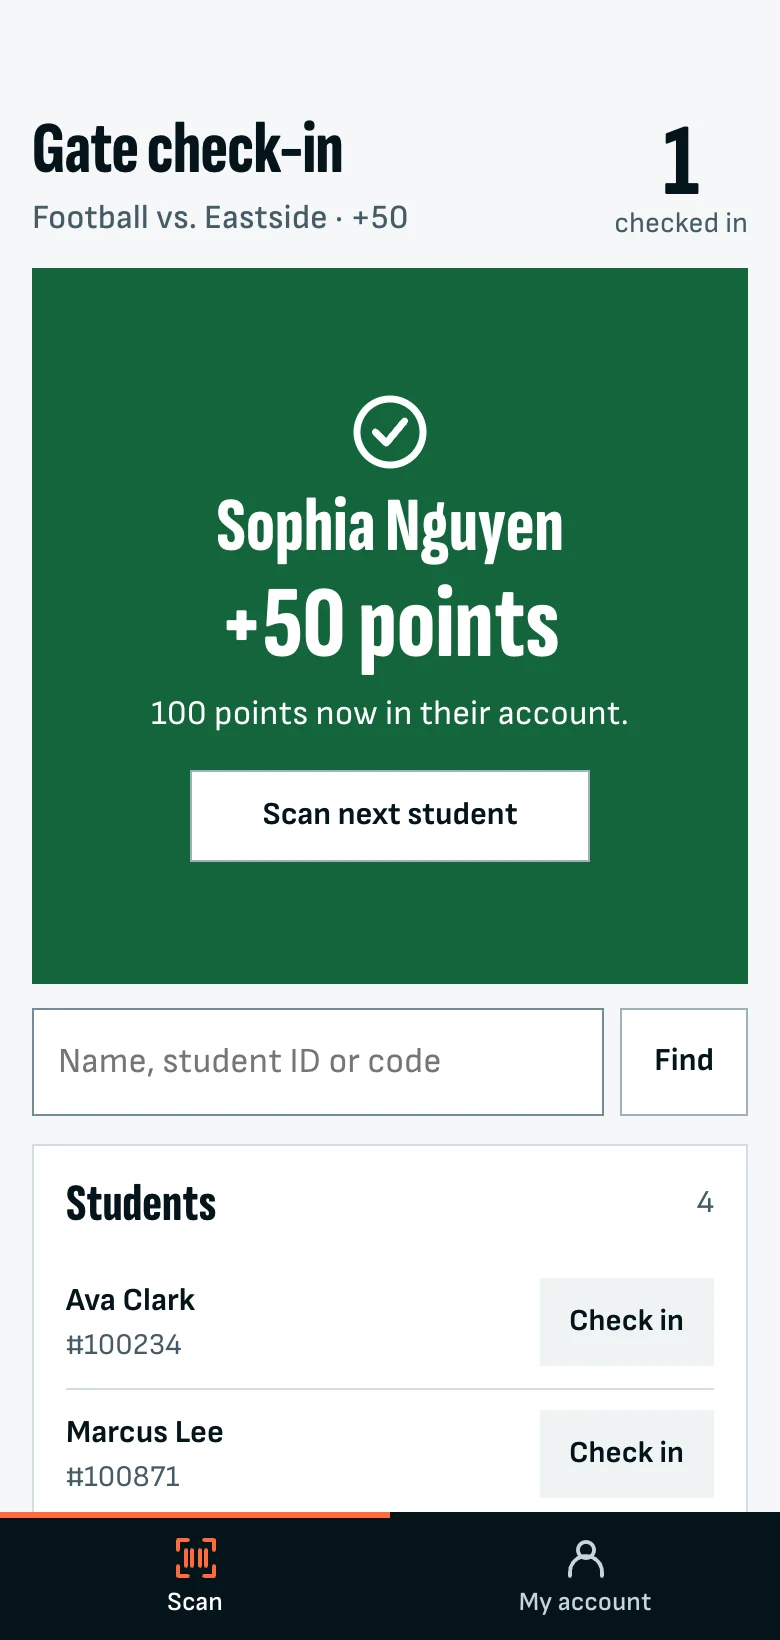 Gate check-in
Football vs. Eastside · +50
1
checked in
Sophia Nguyen
+50 points
100 points now in their account.
Scan next student
Name, student ID or code
Find
Students
4
Ava Clark
#100234
Check in
Marcus Lee
#100871
Check in
Scan
My account